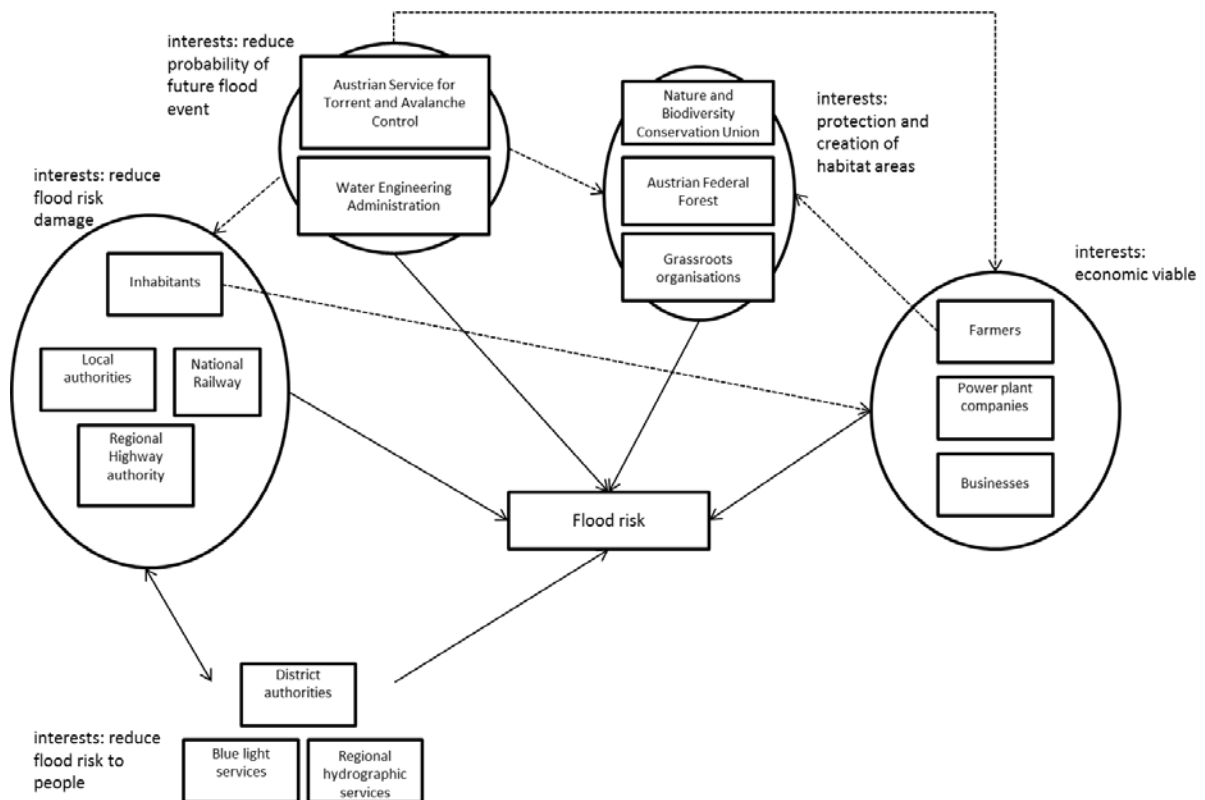 interests: reduce
probability of
future flood
event
Austrian Service for
Torrent and Avalanche
Control
Water Engineering
Administration
Nature and
Biodiversity
Conservation Union
Austrian Federal
Forest
Grassroots
organisations
interests:
protection and
creation of
habitat areas
interests: reduce
flood risk
damage
Inhabitants
Local
authorities
National
Railway
Regional
Highway
authority
interests:
economic viable
Farmers
Power plant
companies
Businesses
Flood risk
interests: reduce
flood risk to
people
District
authorities
Blue light
services
Regional
hydrographic
services